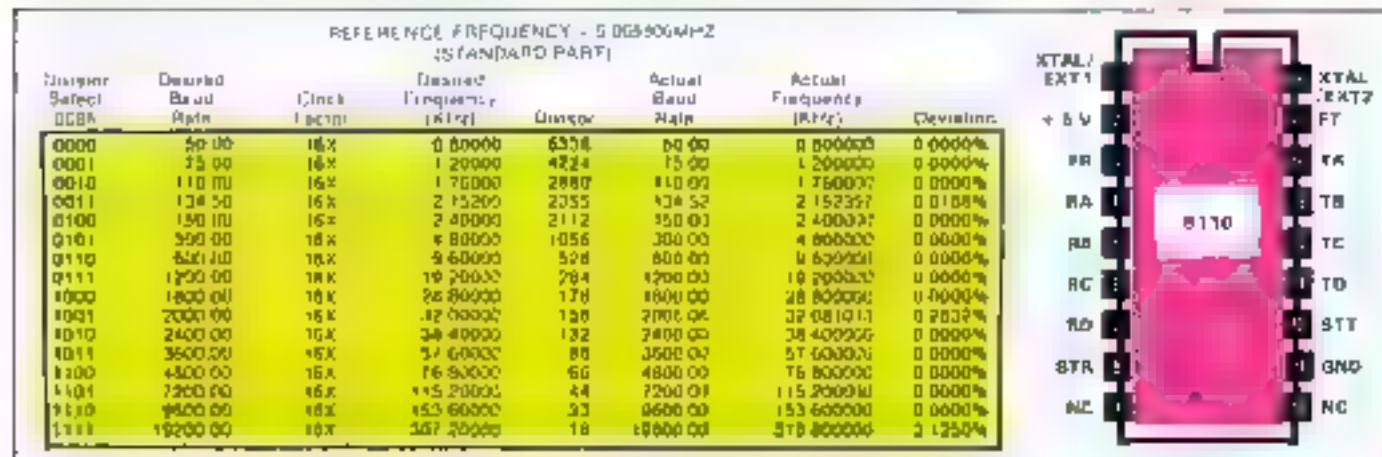 REFERENCE FREQUENCY - 5.068800MHZ
(STANDARD PART)
Divisor Select DCBA Desired Baud Rate Clock Factor Desired Frequency (KHz) Divisor Actual Baud Rate Actual Frequency (KHz) Deviation
0000 50.00 16X 0.80000 6336 50.00 0.800000 0.0000%
0001 75.00 16X 1.20000 4224 75.00 1.200000 0.0000%
0010 110.00 16X 1.76000 2880 110.00 1.760000 0.0000%
0011 134.50 16X 2.15200 2355 134.52 2.152357 0.0166%
0100 150.00 16X 2.40000 2112 150.00 2.400000 0.0000%
0101 300.00 16X 4.80000 1056 300.00 4.800000 0.0000%
0110 600.00 16X 9.60000 528 600.00 9.600000 0.0000%
0111 1200.00 16X 19.20000 264 1200.00 19.200000 0.0000%
1000 1800.00 16X 28.80000 176 1800.00 28.800000 0.0000%
1001 2000.00 16X 32.00000 158 2005.06 32.081013 0.2532%
1010 2400.00 16X 38.40000 132 2400.00 38.400000 0.0000%
1011 3600.00 16X 57.60000 88 3600.00 57.600000 0.0000%
1100 4800.00 16X 76.80000 66 4800.00 76.800000 0.0000%
1101 7200.00 16X 115.20000 44 7200.00 115.200000 0.0000%
1110 9600.00 16X 153.60000 33 9600.00 153.600000 0.0000%
1111 19200.00 16X 307.20000 16 19800.00 316.800000 3.1250%
XTAL/
EXT1
+ 5 V
FR
RA
RB
RC
RD
STR
NC
8110
XTAL
/EXT2
FT
TA
TB
TC
TD
STT
GND
NC